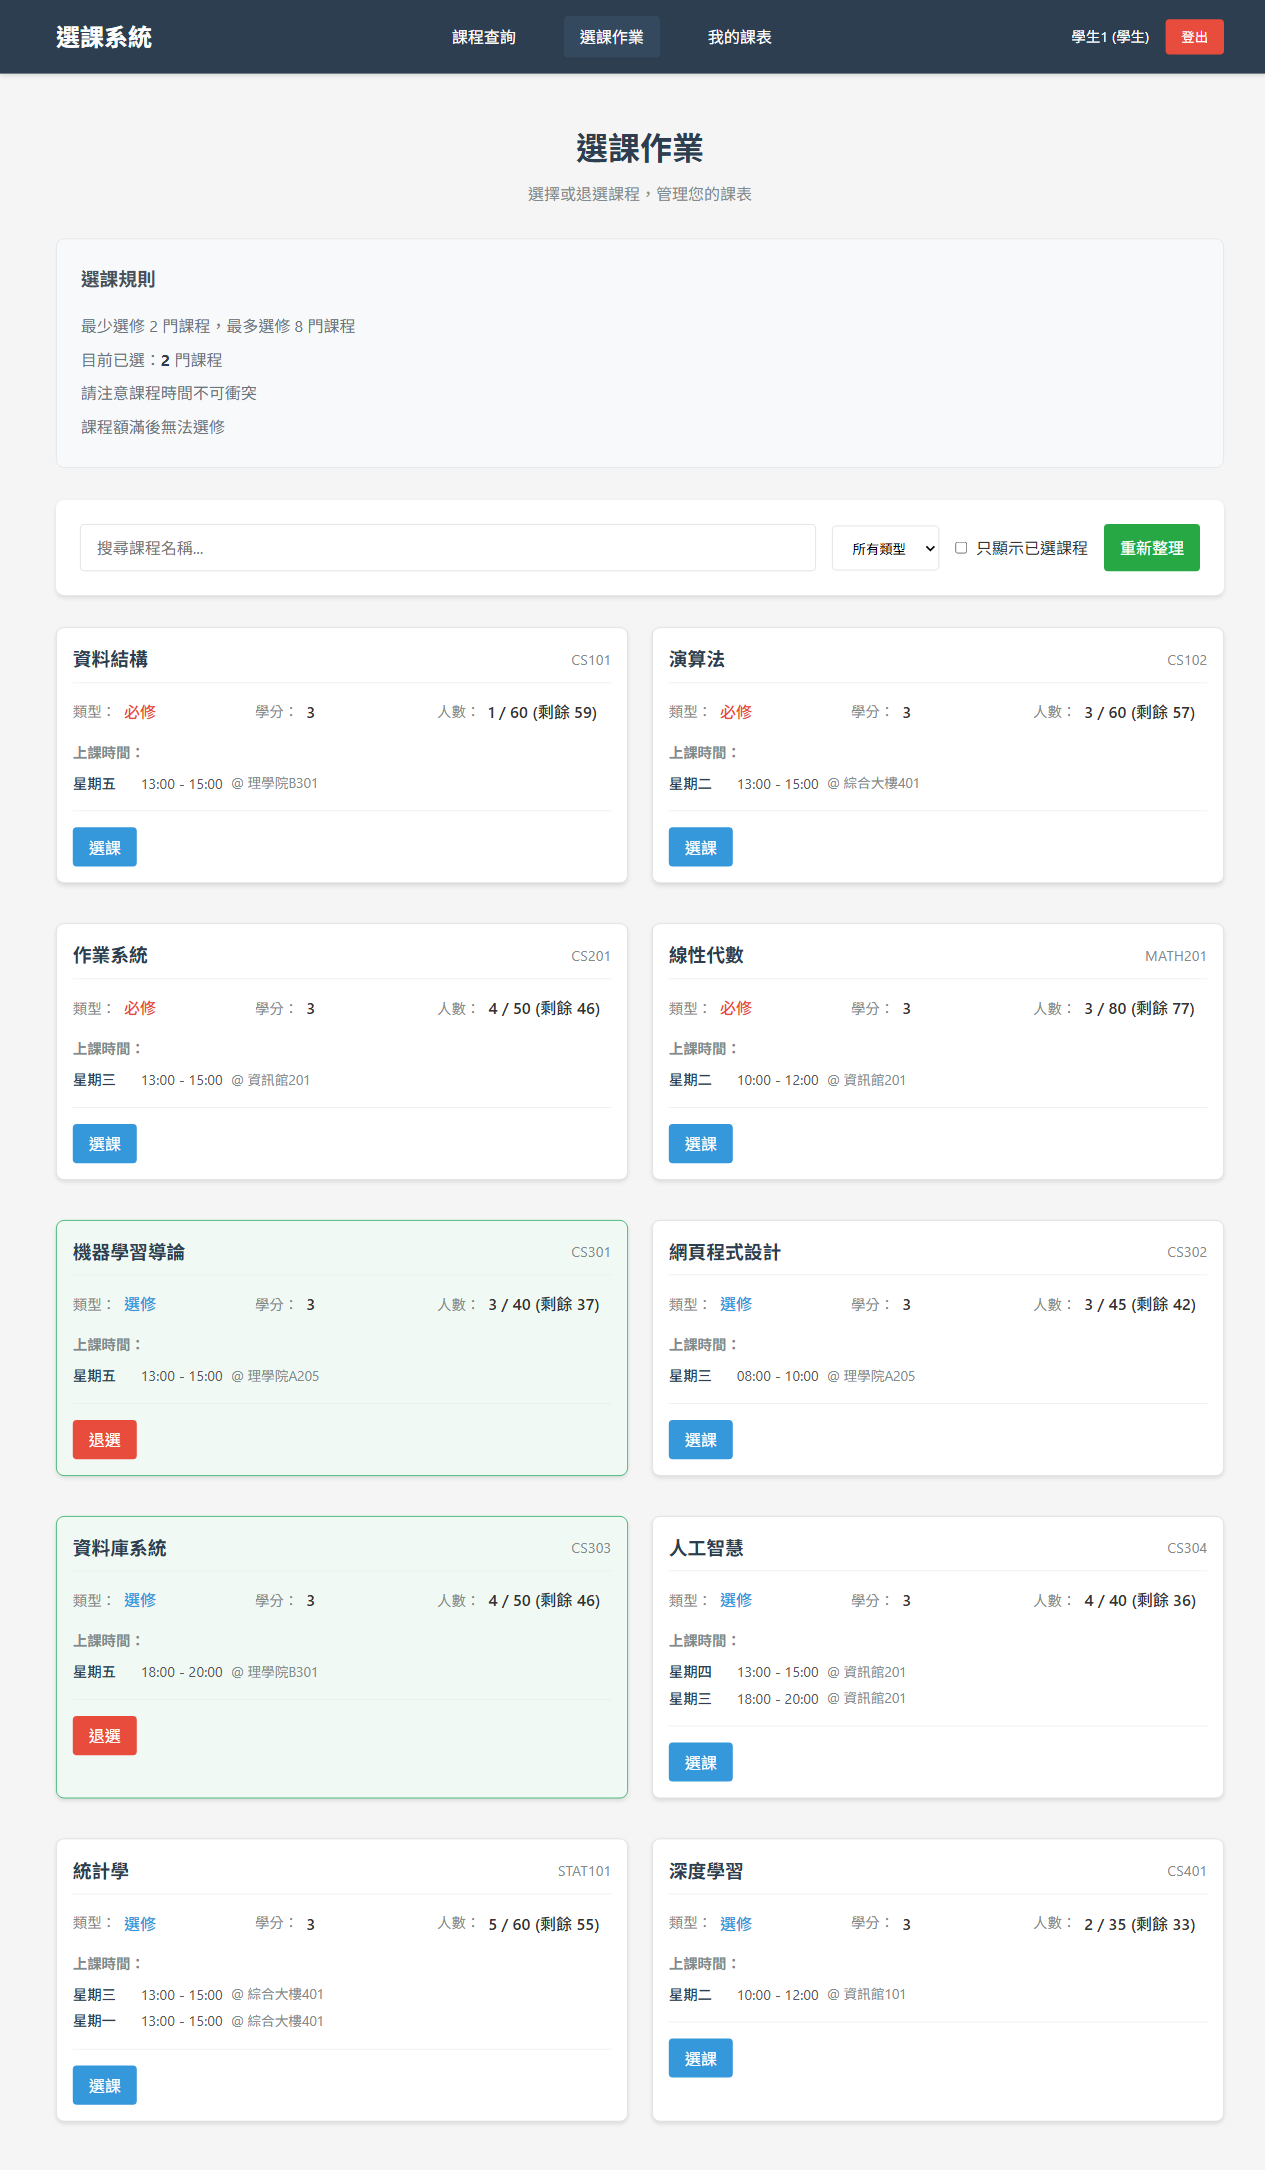 選課系統
課程查詢
選課作業
我的課表
學生1 (學生)
登出
選課作業
選擇或退選課程，管理您的課表
選課規則
最少選修 2 門課程，最多選修 8 門課程
目前已選：2 門課程
請注意課程時間不可衝突
課程額滿後無法選修
搜尋課程名稱...
所有類型
只顯示已選課程
重新整理
資料結構 CS101
類型： 必修 學分： 3 人數： 1 / 60 (剩餘 59)
上課時間：
星期五 13:00 - 15:00 @ 理學院B301
選課
演算法 CS102
類型： 必修 學分： 3 人數： 3 / 60 (剩餘 57)
上課時間：
星期二 13:00 - 15:00 @ 綜合大樓401
選課
作業系統 CS201
類型： 必修 學分： 3 人數： 4 / 50 (剩餘 46)
上課時間：
星期三 13:00 - 15:00 @ 資訊館201
選課
線性代數 MATH201
類型： 必修 學分： 3 人數： 3 / 80 (剩餘 77)
上課時間：
星期二 10:00 - 12:00 @ 資訊館201
選課
機器學習導論 CS301
類型： 選修 學分： 3 人數： 3 / 40 (剩餘 37)
上課時間：
星期五 13:00 - 15:00 @ 理學院A205
退選
網頁程式設計 CS302
類型： 選修 學分： 3 人數： 3 / 45 (剩餘 42)
上課時間：
星期三 08:00 - 10:00 @ 理學院A205
選課
資料庫系統 CS303
類型： 選修 學分： 3 人數： 4 / 50 (剩餘 46)
上課時間：
星期五 18:00 - 20:00 @ 理學院B301
退選
人工智慧 CS304
類型： 選修 學分： 3 人數： 4 / 40 (剩餘 36)
上課時間：
星期四 13:00 - 15:00 @ 資訊館201
星期三 18:00 - 20:00 @ 資訊館201
選課
統計學 STAT101
類型： 選修 學分： 3 人數： 5 / 60 (剩餘 55)
上課時間：
星期三 13:00 - 15:00 @ 綜合大樓401
星期一 13:00 - 15:00 @ 綜合大樓401
選課
深度學習 CS401
類型： 選修 學分： 3 人數： 2 / 35 (剩餘 33)
上課時間：
星期二 10:00 - 12:00 @ 資訊館101
選課